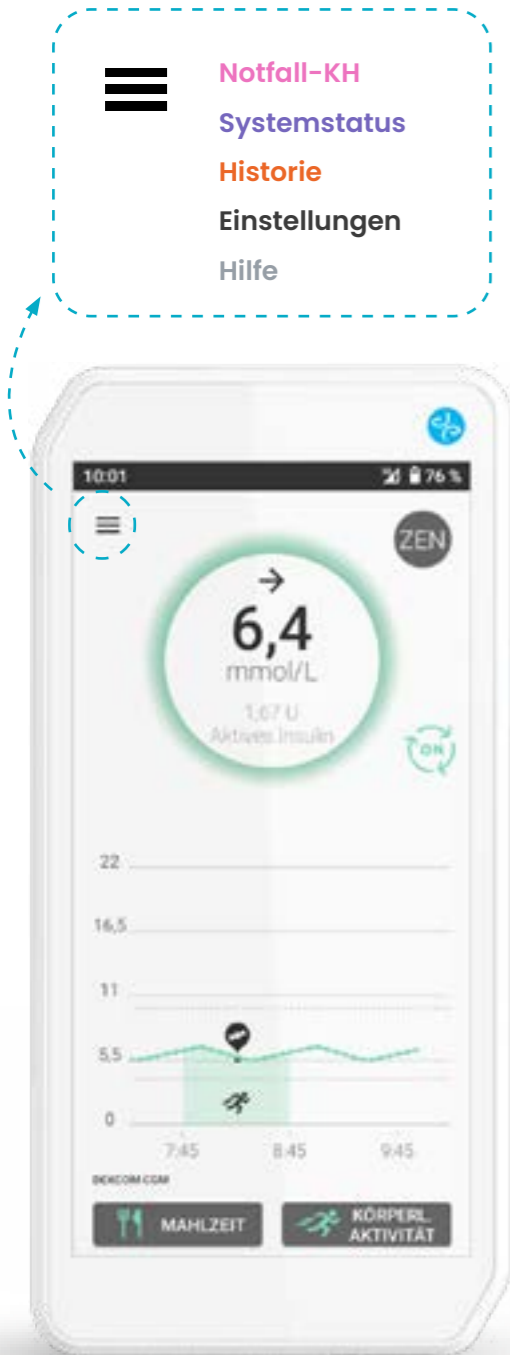 Notfall-KH
Systemstatus
Historie
Einstellungen
Hilfe
10:01 76 %
ZEN
6,4
mmol/L
1,67 U
Aktives Insulin
ON
22
16,5
11
5,5
0
7:45 8:45 9:45
DEXCOM CGM
MAHLZEIT
KÖRPERL.
AKTIVITÄT